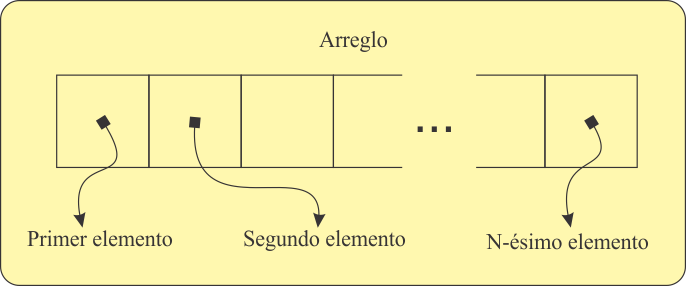 Arreglo
...
Primer elemento
Segundo elemento
N-ésimo elemento